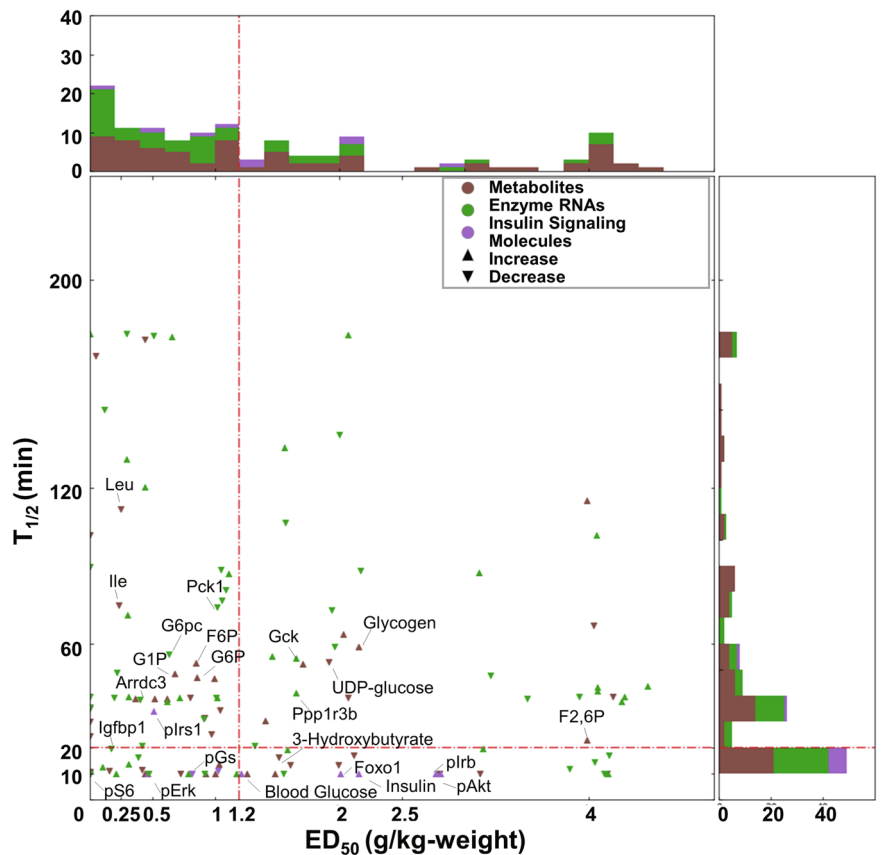 40
30
20
10
0
Metabolites
Enzyme RNAs
Insulin Signaling
Molecules
Increase
Decrease
200
120
60
20
10
T1/2 (min)
Leu
Ile
Pck1
G6pc
F6P
G1P
G6P
Arrdc3
Gck
Glycogen
UDP-glucose
Ppp1r3b
F2,6P
Igfbp1
pIrs1
3-Hydroxybutyrate
pGs
Foxo1
pIrb
pS6
pErk
Blood Glucose
Insulin
pAkt
0 0.25 0.5 1 1.2 2 2.5 4
0 20 40
ED50 (g/kg-weight)